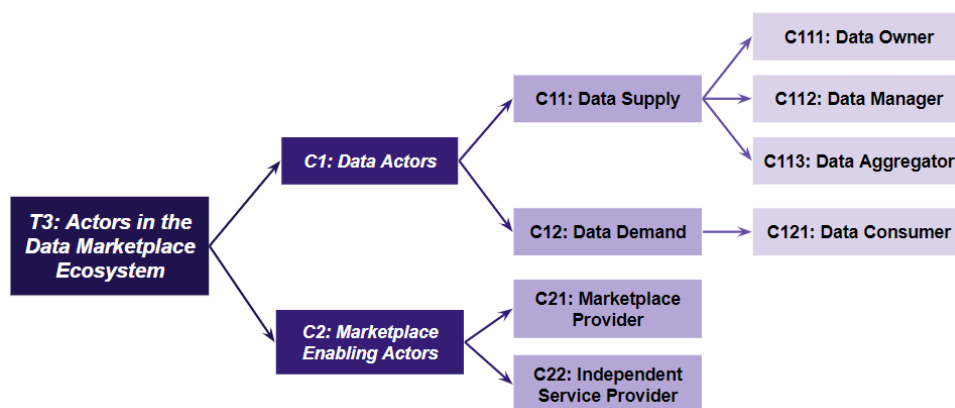 T3: Actors in the
Data Marketplace
Ecosystem
C1: Data Actors
C2: Marketplace
Enabling Actors
C11: Data Supply
C12: Data Demand
C21: Marketplace
Provider
C22: Independent
Service Provider
C111: Data Owner
C112: Data Manager
C113: Data Aggregator
C121: Data Consumer